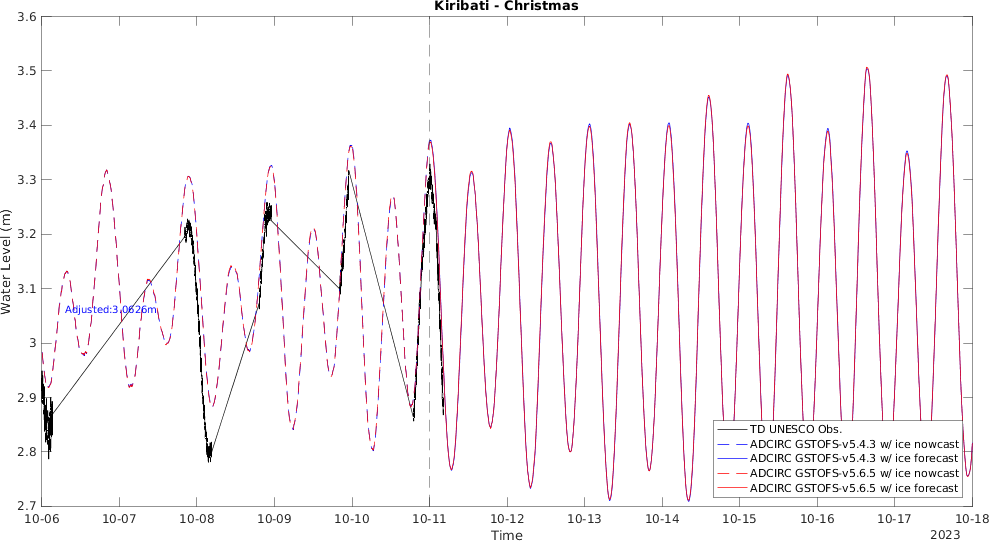 Kiribati - Christmas
3.6
3.5
3.4
3.3
3.2
3.1
3
2.9
2.8
2.7
Water Level (m)
Adjusted:3.0626m
TD UNESCO Obs.
ADCIRC GSTOFS-v5.4.3 w/ ice nowcast
ADCIRC GSTOFS-v5.4.3 w/ ice forecast
ADCIRC GSTOFS-v5.6.5 w/ ice nowcast
ADCIRC GSTOFS-v5.6.5 w/ ice forecast
10-06 10-07 10-08 10-09 10-10 10-11 10-12 10-13 10-14 10-15 10-16 10-17 10-18
Time
2023